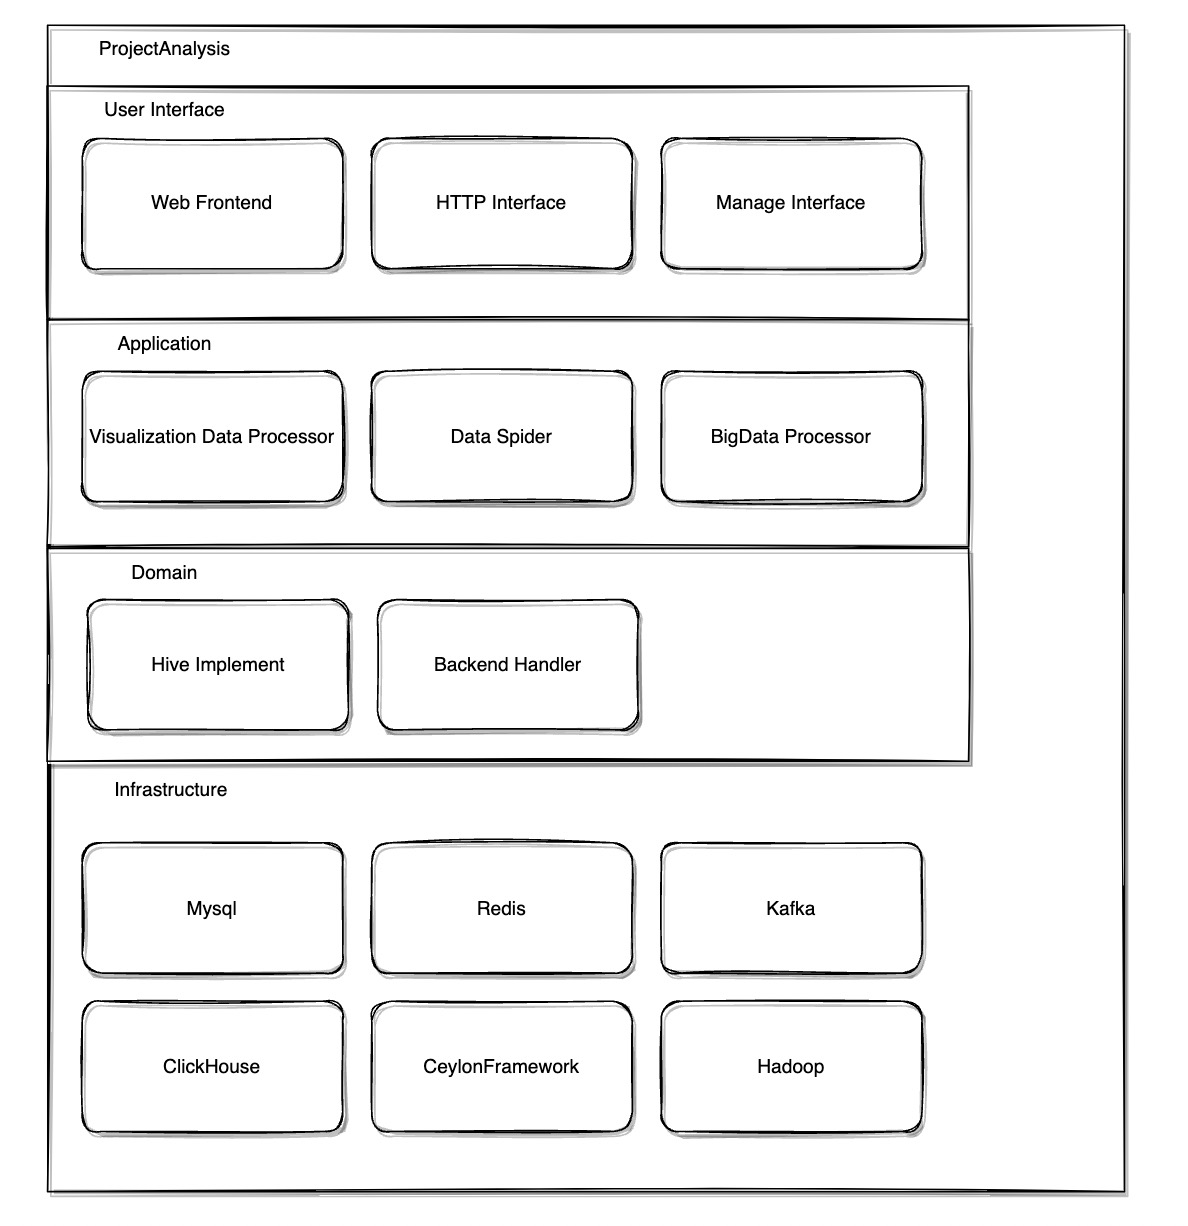 ProjectAnalysis
User Interface
Web Frontend
HTTP Interface
Manage Interface
Application
Visualization Data Processor
Data Spider
BigData Processor
Domain
Hive Implement
Backend Handler
Infrastructure
Mysql
Redis
Kafka
ClickHouse
CeylonFramework
Hadoop